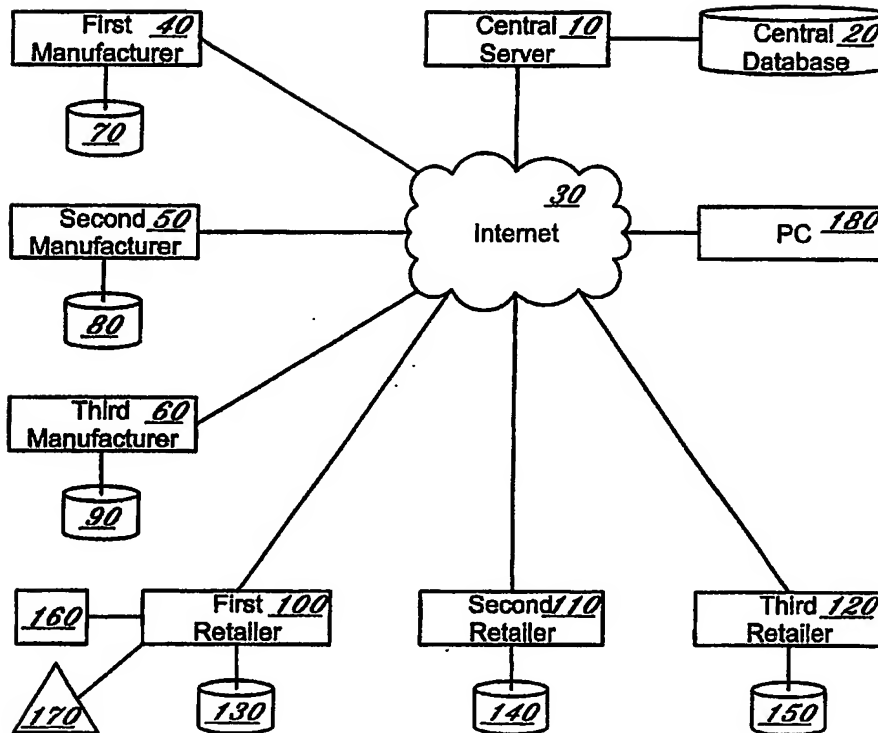 First 40
Manufacturer
Central 10
Server
Central 20
Database
70
30
Internet
Second 50
Manufacturer
PC 180
80
Third 60
Manufacturer
90
160
First 100
Retailer
Second 110
Retailer
Third 120
Retailer
170
130
140
150